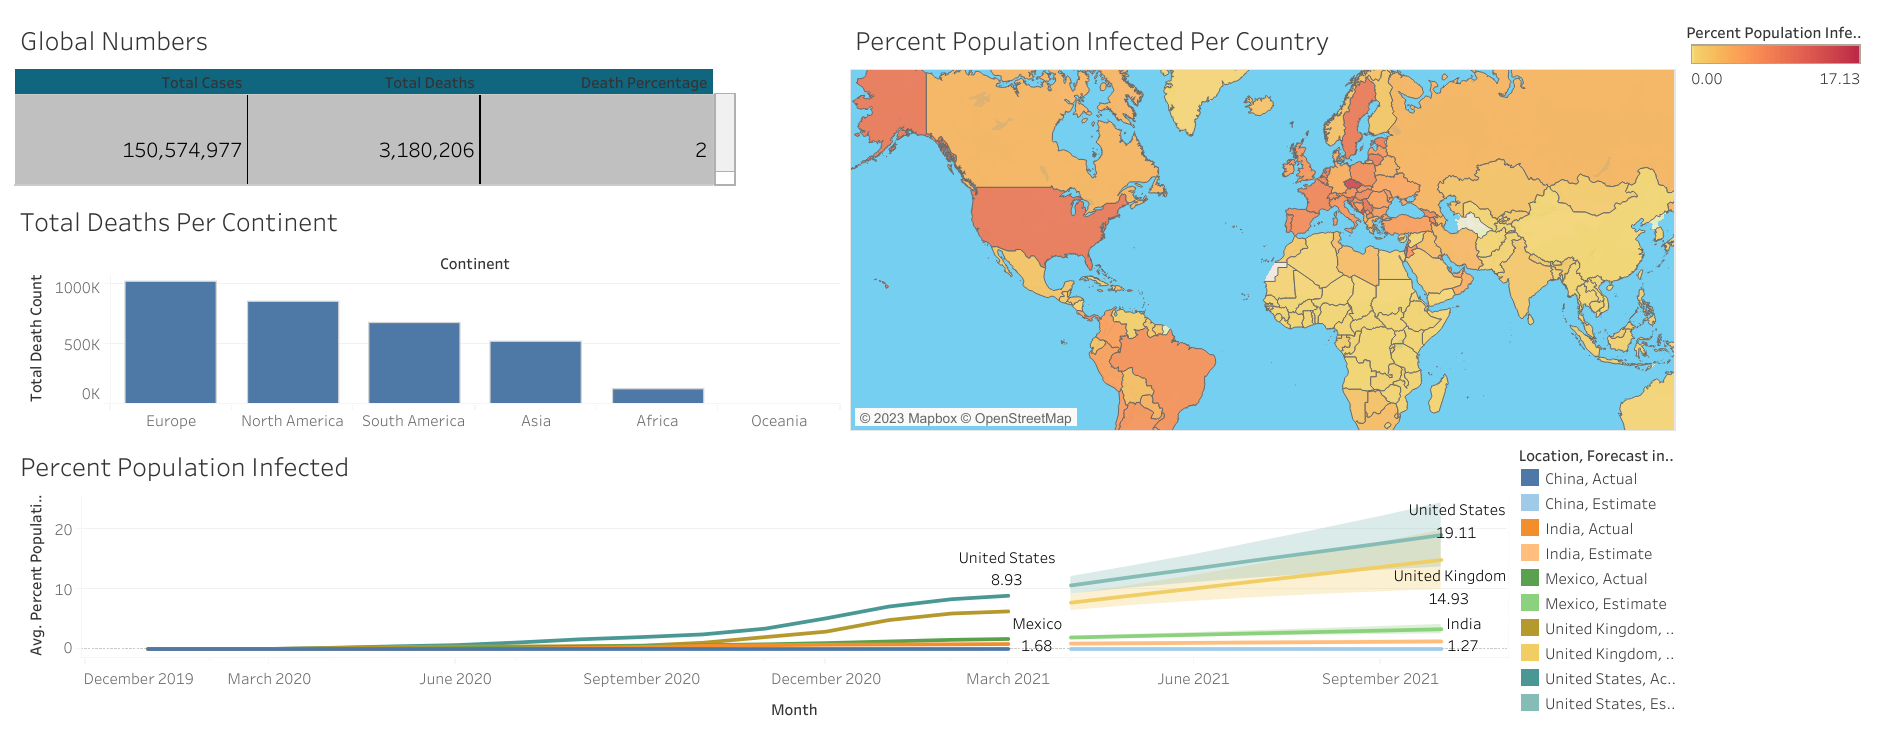 Global Numbers
Total Cases
Total Deaths
Death Percentage
150,574,977
3,180,206
2
Total Deaths Per Continent
Continent
Total Death Count
1000K
500K
0K
Europe
North America
South America
Asia
Africa
Oceania
Percent Population Infected Per Country
© 2023 Mapbox © OpenStreetMap
Percent Population Infe..
0.00
17.13
Percent Population Infected
Avg. Percent Populati..
20
10
0
United States
8.93
Mexico
1.68
United States
19.11
United Kingdom
14.93
India
1.27
December 2019
March 2020
June 2020
September 2020
December 2020
March 2021
June 2021
September 2021
Month
Location, Forecast in..
China, Actual
China, Estimate
India, Actual
India, Estimate
Mexico, Actual
Mexico, Estimate
United Kingdom, ..
United Kingdom, ..
United States, Ac..
United States, Es..